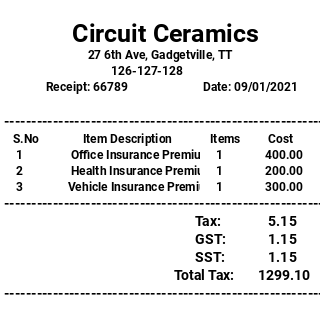 Circuit Ceramics
27 6th Ave, Gadgetville, TT
126-127-128
Receipt: 66789 Date: 09/01/2021
S.No Item Description Items Cost
1 Office Insurance Premiu 1 400.00
2 Health Insurance Premiu 1 200.00
3 Vehicle Insurance Premi 1 300.00
Tax: 5.15
GST: 1.15
SST: 1.15
Total Tax: 1299.10